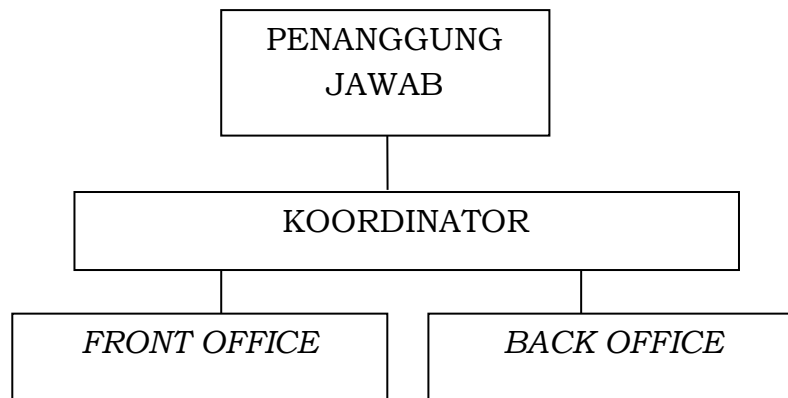 PENANGGUNG
JAWAB
KOORDINATOR
FRONT OFFICE
BACK OFFICE